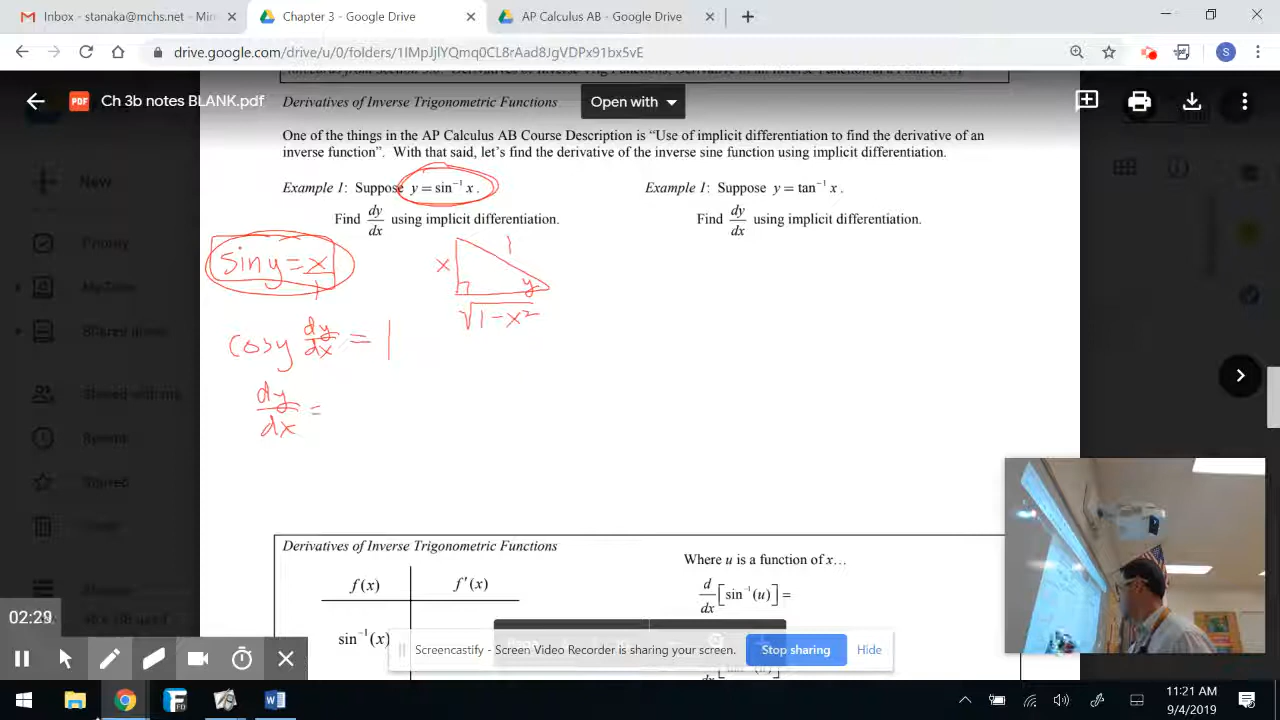 Inbox - stanaka@mchs.net - Min
Chapter 3 - Google Drive
AP Calculus AB - Google Drive
drive.google.com/drive/u/0/folders/1IMpJjlYQmq0CL8rAad8JgVDPx91bx5vE
S
Ch 3b notes BLANK.pdf
PDF
Open with
Derivatives of Inverse Trigonometric Functions
One of the things in the AP Calculus AB Course Description is “Use of implicit differentiation to find the derivative of an
inverse function”. With that said, let’s find the derivative of the inverse sine function using implicit differentiation.
Example 1: Suppose y = sin⁻¹ x .
Find dy/dx using implicit differentiation.
sin y = x
x
1
y
√1-x²
cosy dy/dx = 1
dy/dx =
Example 1: Suppose y = tan⁻¹ x .
Find dy/dx using implicit differentiation.
New
Priority
Derivatives of Inverse Trigonometric Functions
f(x) f′(x)
sin⁻¹(x)
Where u is a function of x…
d/dx [sin⁻¹(u)] =
Screencastify - Screen Video Recorder is sharing your screen.
Stop sharing
Hide
02:29
11:21 AM
9/4/2019